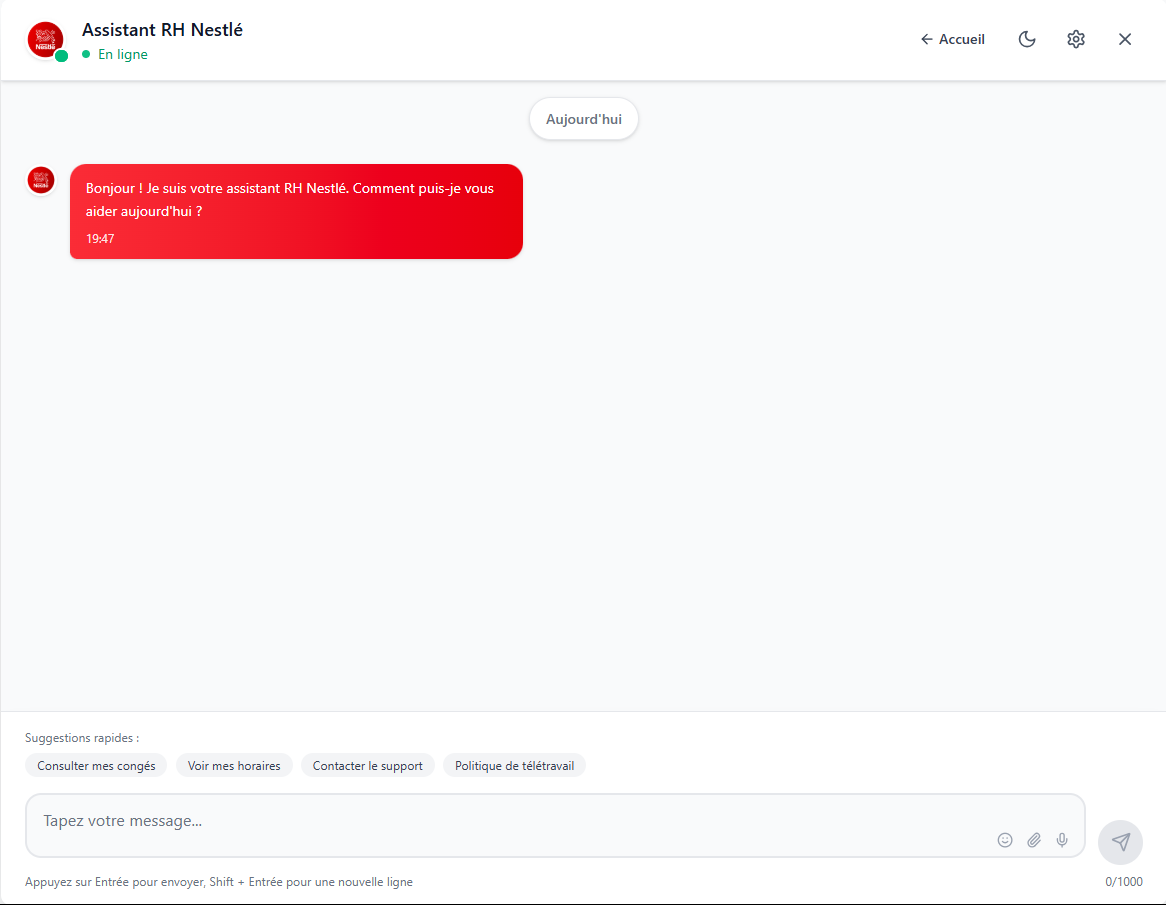 Nestlé
Assistant RH Nestlé
En ligne
Accueil
Aujourd'hui
Nestlé
Bonjour ! Je suis votre assistant RH Nestlé. Comment puis-je vous
aider aujourd'hui ?
19:47
Suggestions rapides :
Consulter mes congés
Voir mes horaires
Contacter le support
Politique de télétravail
Tapez votre message...
Appuyez sur Entrée pour envoyer, Shift + Entrée pour une nouvelle ligne
0/1000